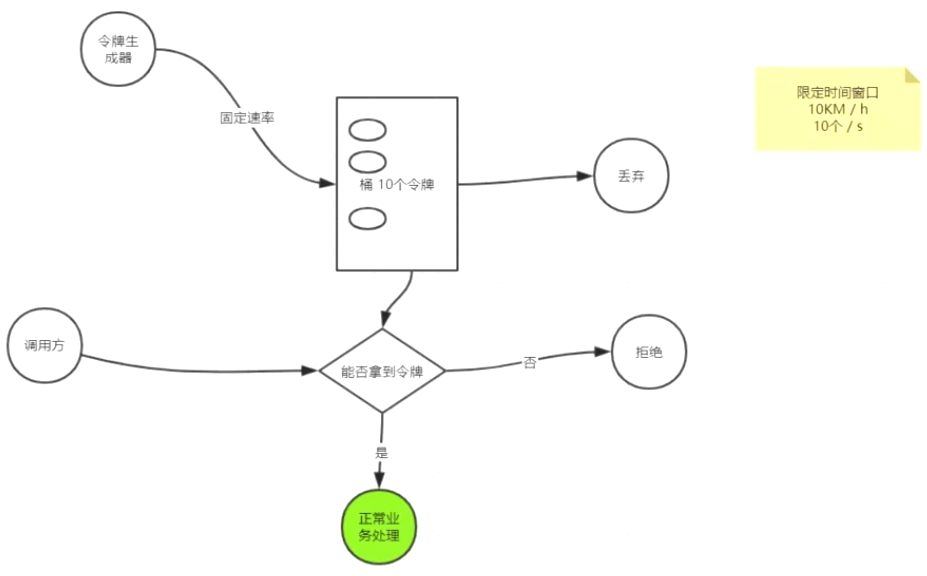 令牌生
成器
固定速率
限定时间窗口
10KM / h
10个 / s
桶 10个令牌
丢弃
调用方
能否拿到令牌
否
拒绝
是
正常业
务处理